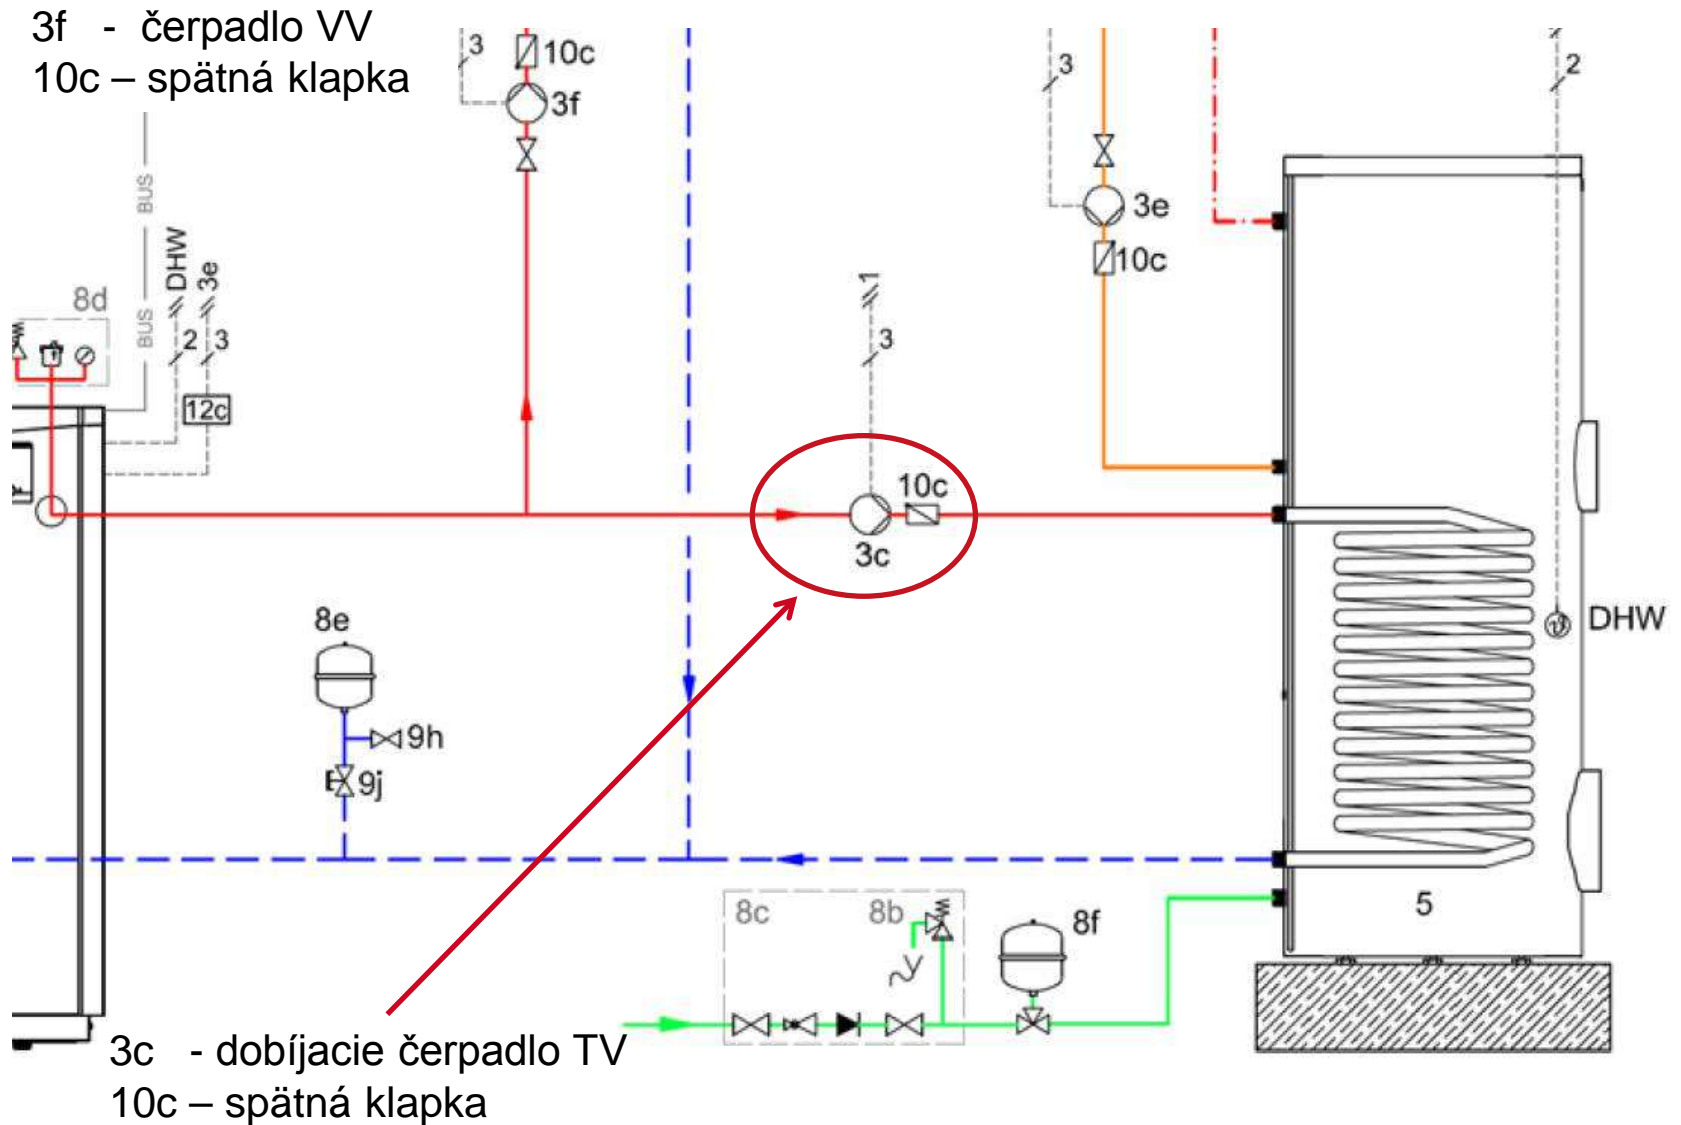 3f - čerpadlo VV
10c – spätná klapka
3
10c
3f
3
2
3e
10c
BUS
BUS
DHW
3e
8d
2
3
12c
1
3
10c
3c
DHW
8e
9h
9j
8c
8b
8f
5
3c - dobíjacie čerpadlo TV
10c – spätná klapka